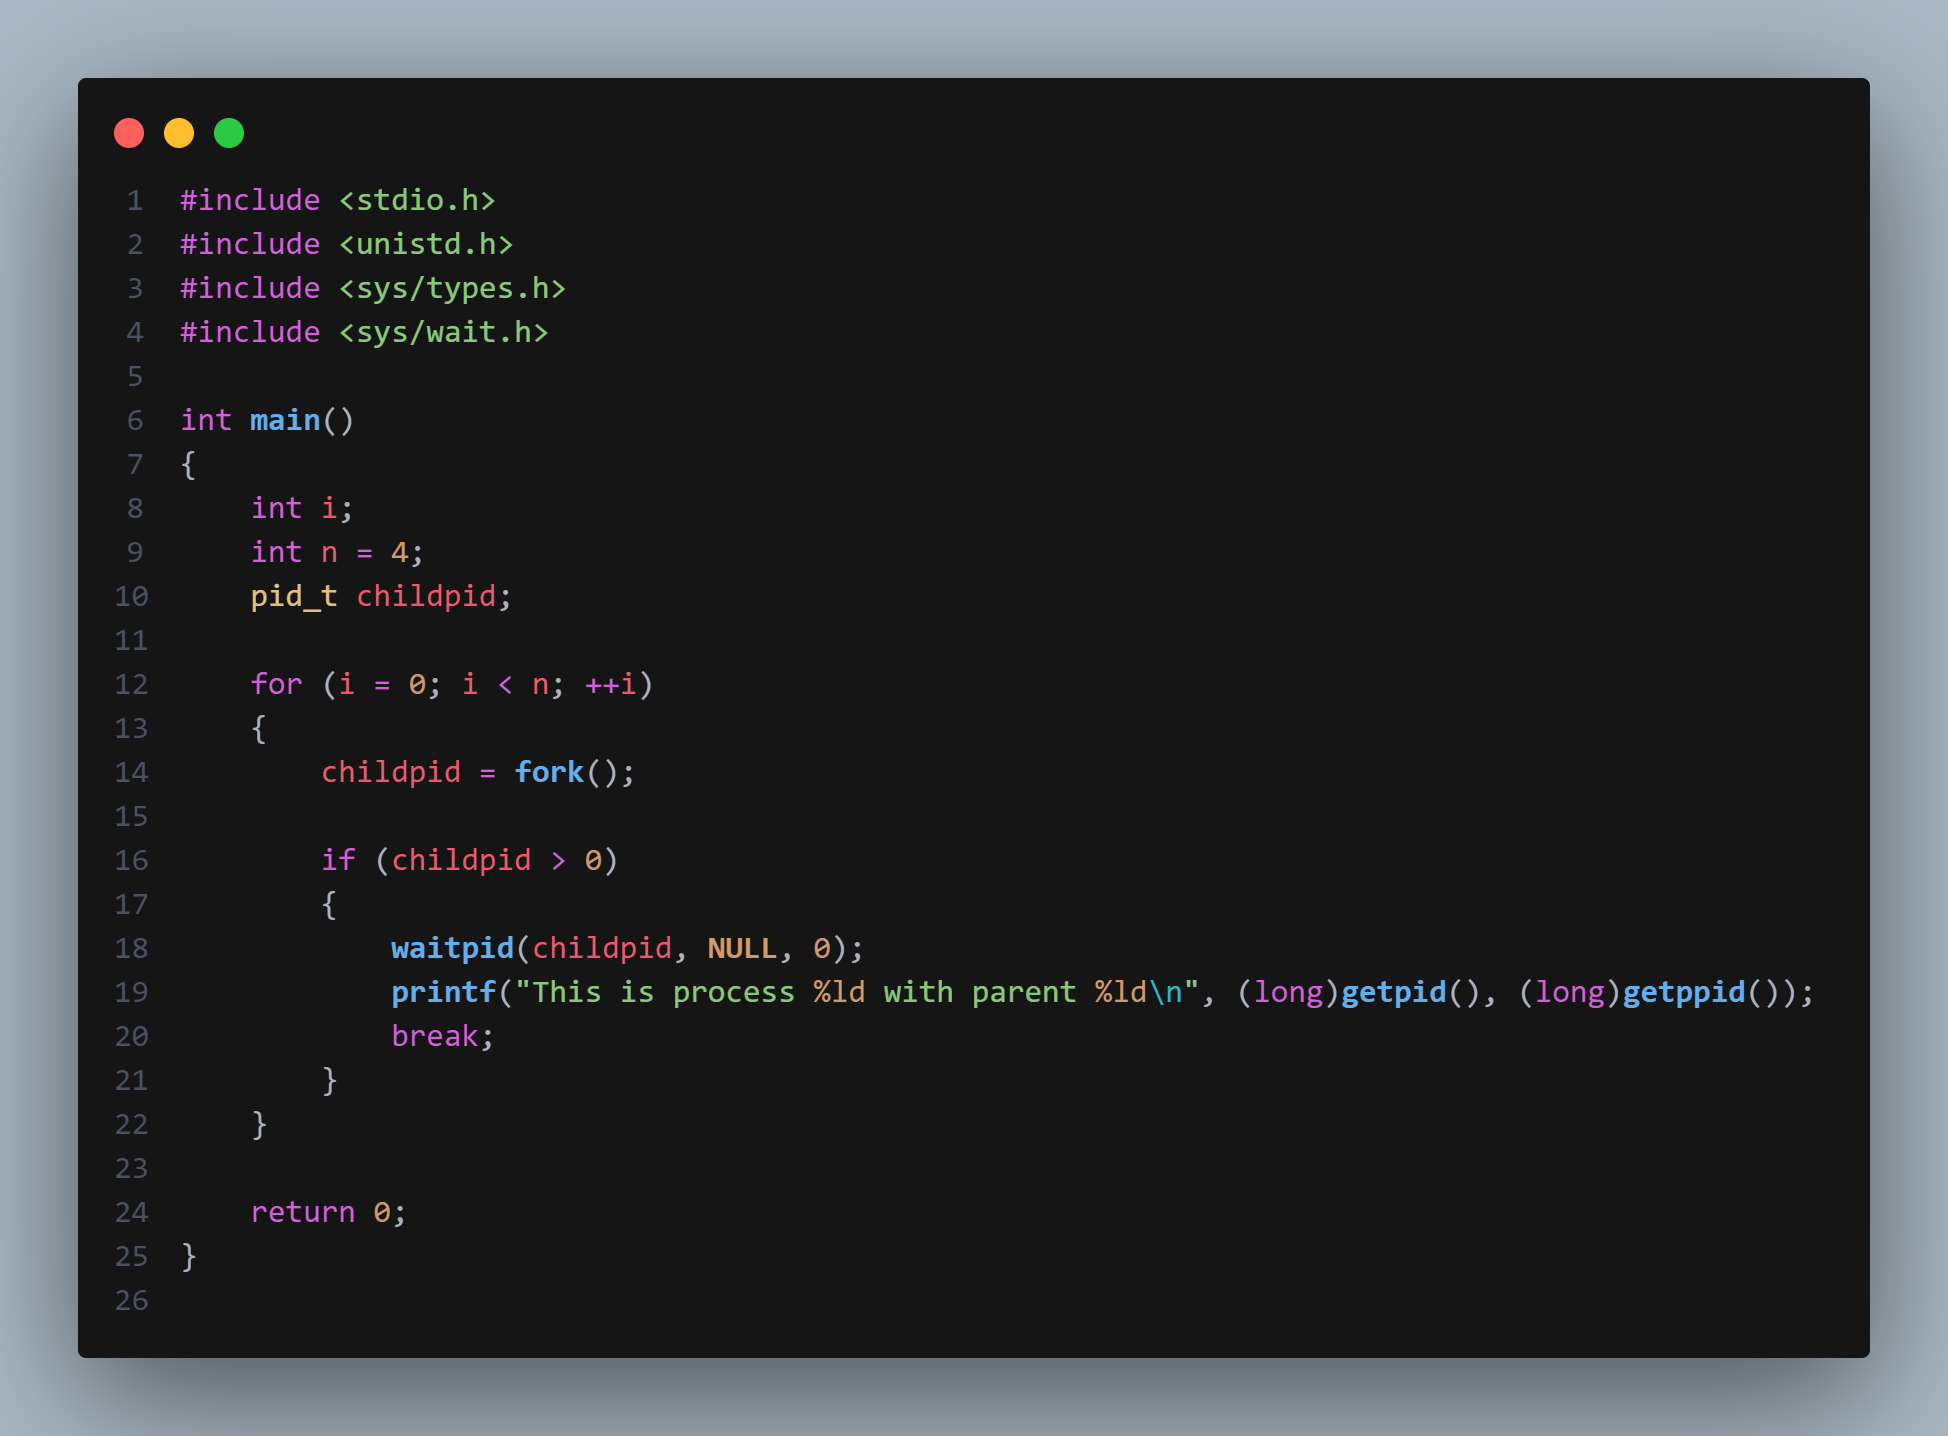 1 #include <stdio.h>
2 #include <unistd.h>
3 #include <sys/types.h>
4 #include <sys/wait.h>
5
6 int main()
7 {
8     int i;
9     int n = 4;
10     pid_t childpid;
11
12     for (i = 0; i < n; ++i)
13     {
14         childpid = fork();
15
16         if (childpid > 0)
17         {
18             waitpid(childpid, NULL, 0);
19             printf("This is process %ld with parent %ld\n", (long)getpid(), (long)getppid());
20             break;
21         }
22     }
23
24     return 0;
25 }
26